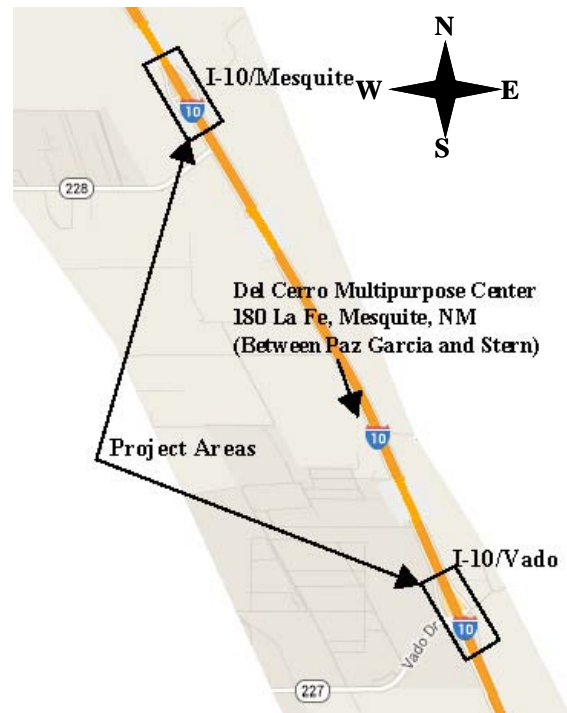 N
I-10/Mesquite
W
E
10
S
228
Del Cerro Multipurpose Center
180 La Fe, Mesquite, NM
(Between Paz Garcia and Stern)
10
Project Areas
I-10/Vado
10
Vado Dr
227